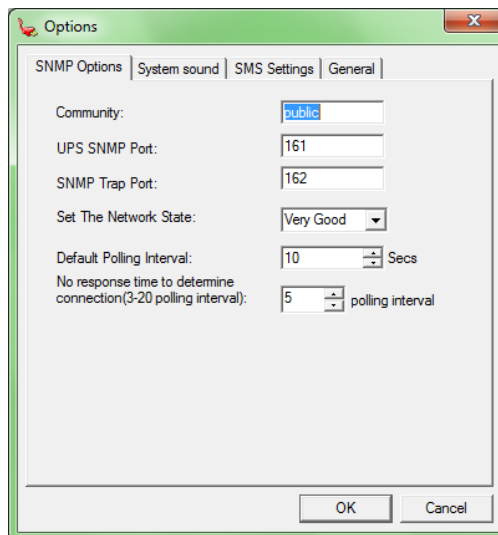 Options
SNMP Options System sound SMS Settings General
Community: public
UPS SNMP Port: 161
SNMP Trap Port: 162
Set The Network State: Very Good
Default Polling Interval: 10 Secs
No response time to determine
connection(3-20 polling interval): 5 polling interval
OK Cancel